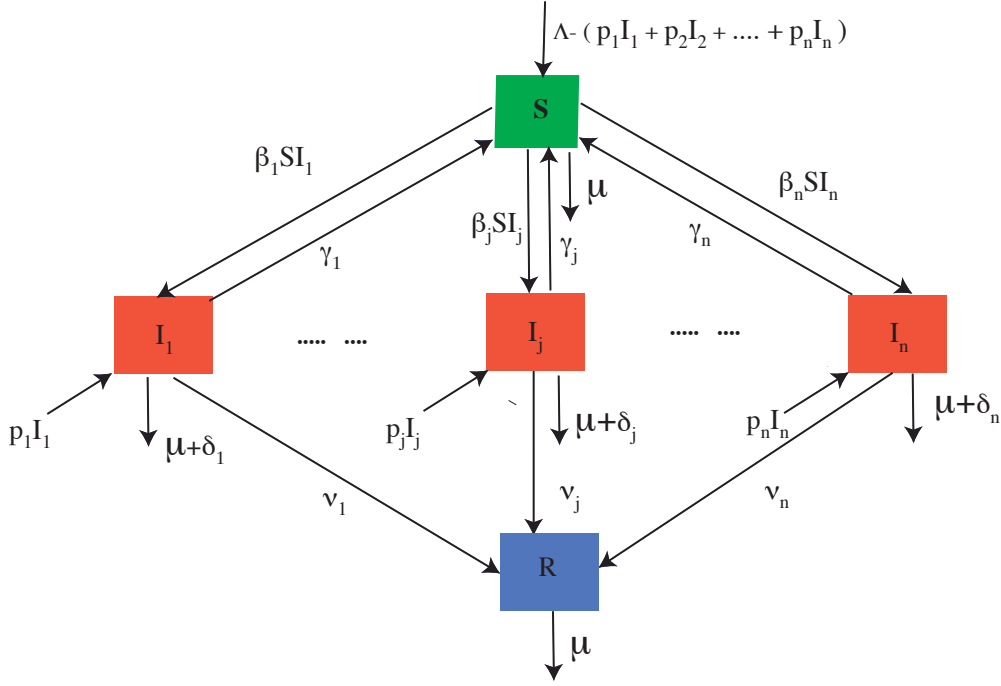 Λ- ( p₁I₁ + p₂I₂ + .... + pₙIₙ )
S
β₁SI₁
βₙSIₙ
μ
βⱼSIⱼ
γ₁
γⱼ
γₙ
I₁
..... ....
Iⱼ
..... ....
Iₙ
p₁I₁
μ+δ₁
pⱼIⱼ
μ+δⱼ
pₙIₙ
μ+δₙ
ν₁
νⱼ
νₙ
R
μ